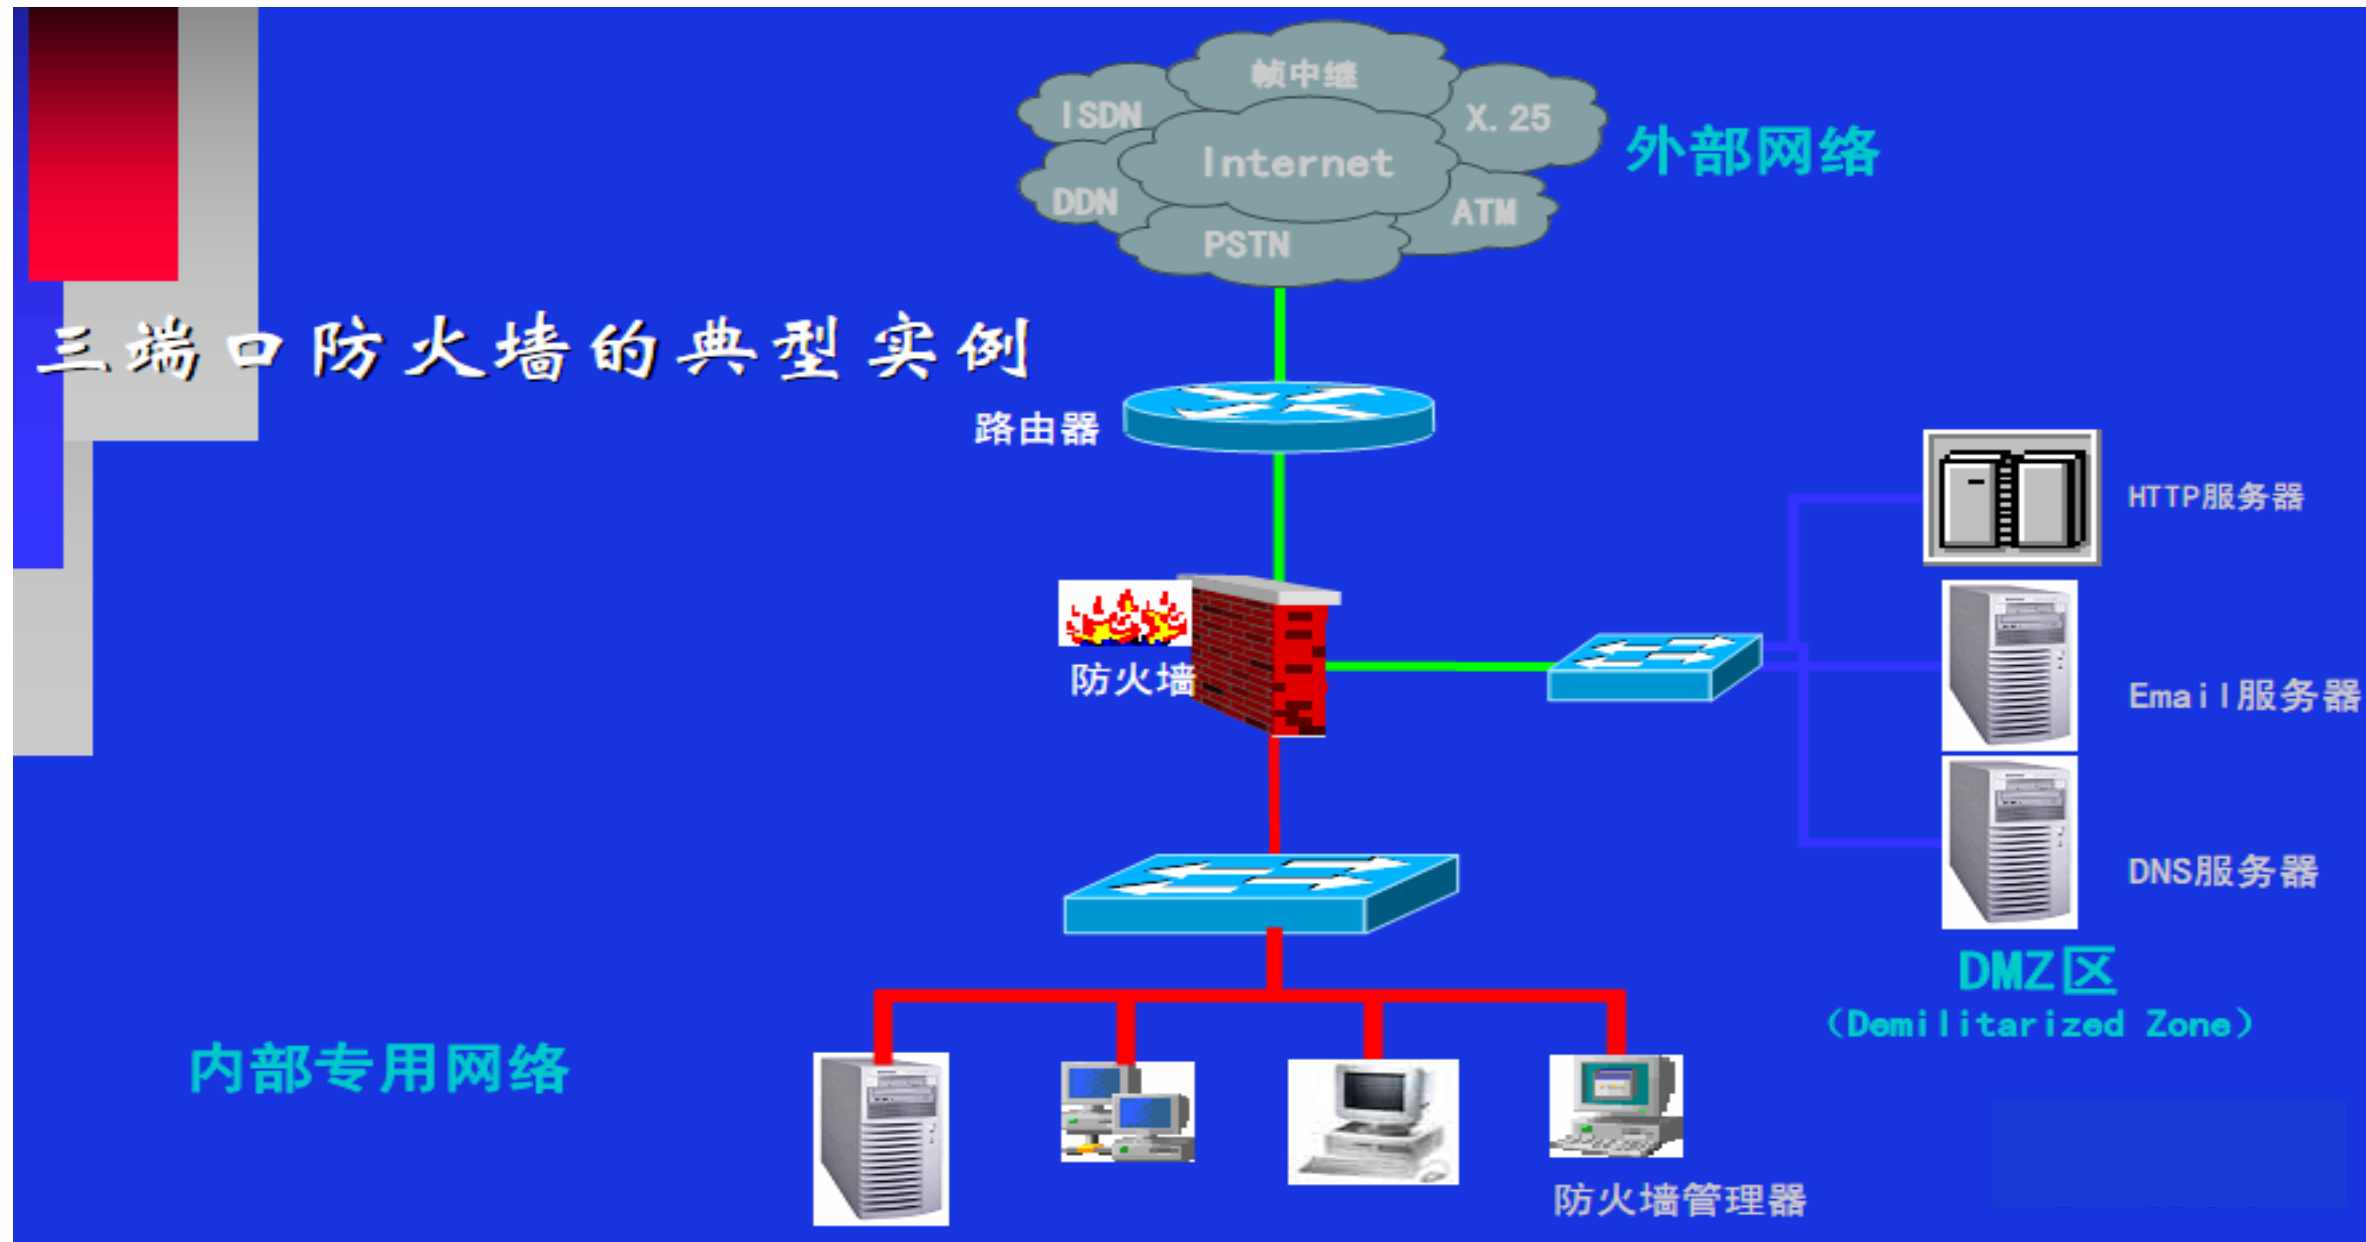 帧中继
ISDN
X.25
Internet
外部网络
DDN
ATM
PSTN
三端口防火墙的典型实例
路由器
HTTP服务器
防火墙
Email服务器
DNS服务器
DMZ区
（Demilitarized Zone）
内部专用网络
防火墙管理器